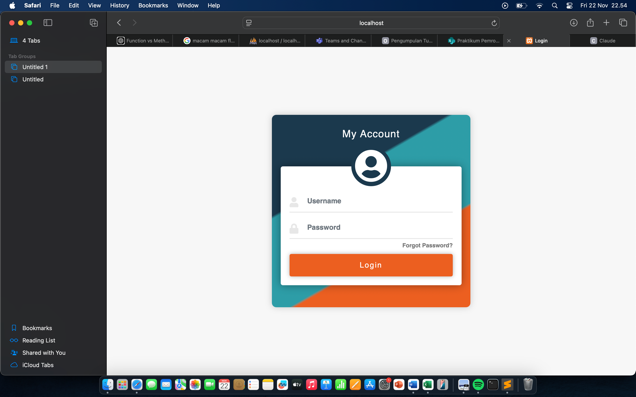 Safari File Edit View History Bookmarks Window Help
Fri 22 Nov 22.54
localhost
4 Tabs
Function vs Meth...
macam macam fl...
localhost / localh...
Teams and Chan...
Pengumpulan Tu...
Praktikum Pemro...
Login
Claude
Tab Groups
Untitled 1
Untitled
My Account
Username
Password
Forgot Password?
Login
Bookmarks
Reading List
Shared with You
iCloud Tabs